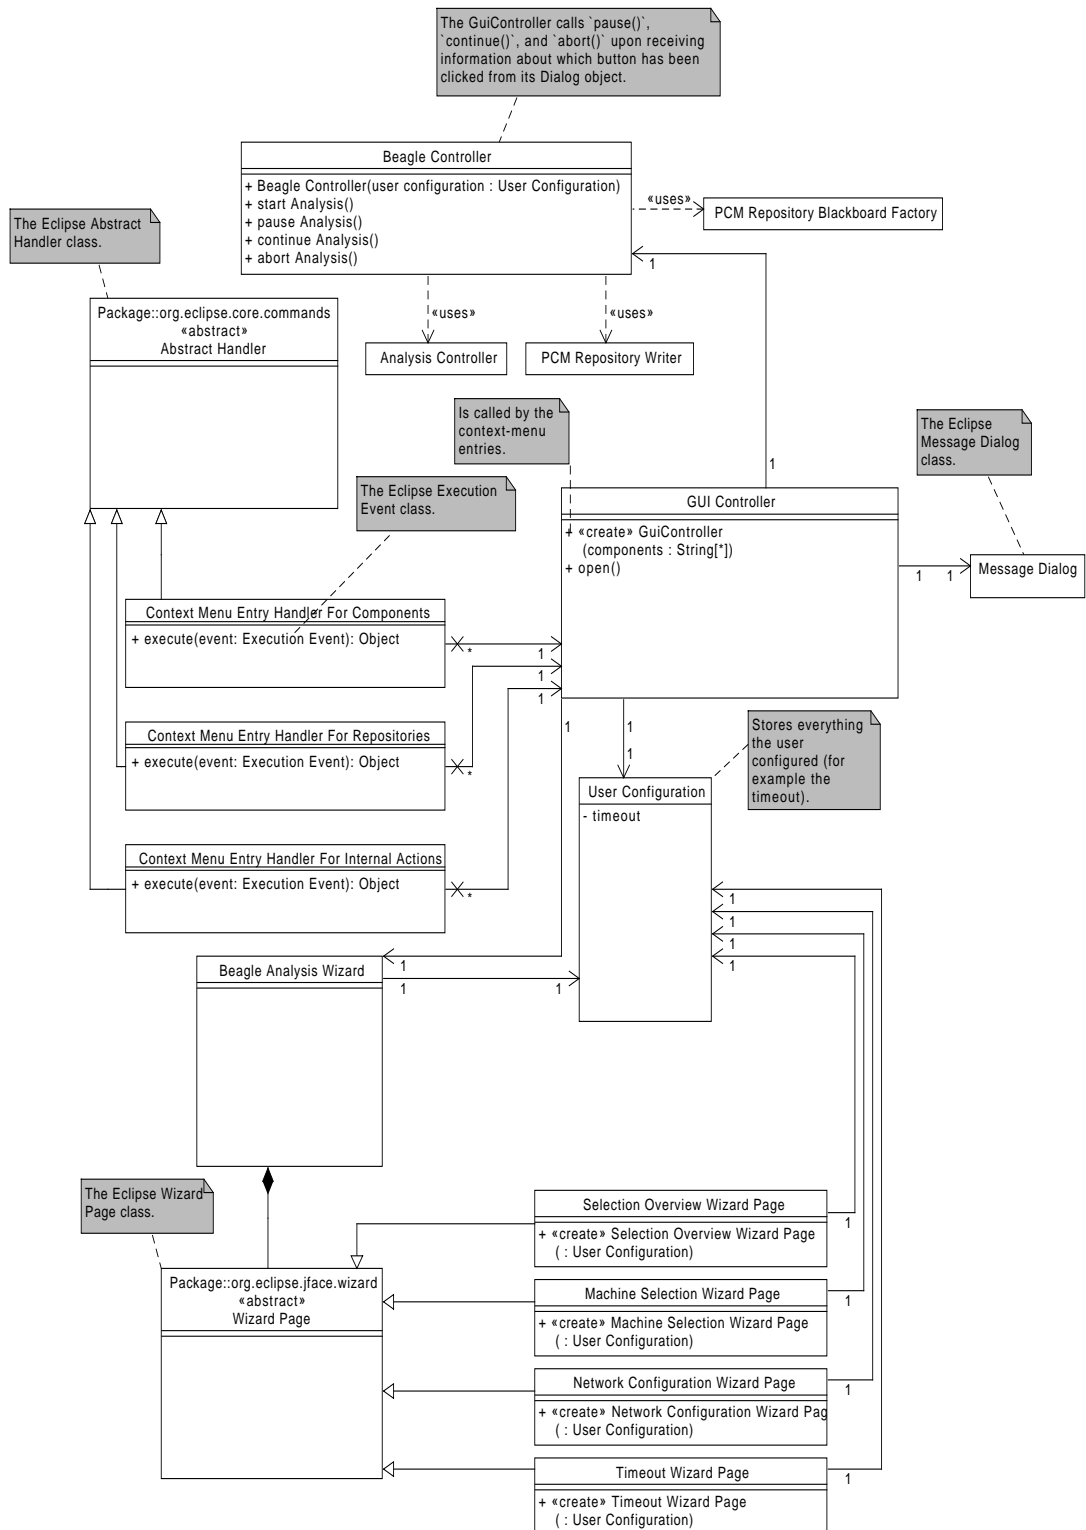 The GuiController calls `pause()`,
`continue()`, and `abort()` upon receiving
information about which button has been
clicked from its Dialog object.
Beagle Controller
+ Beagle Controller(user configuration : User Configuration)
+ start Analysis()
+ pause Analysis()
+ continue Analysis()
+ abort Analysis()
«uses»
PCM Repository Blackboard Factory
1
The Eclipse Abstract
Handler class.
Package::org.eclipse.core.commands
«abstract»
Abstract Handler
«uses»
«uses»
Analysis Controller
PCM Repository Writer
Is called by the
context-menu
entries.
The Eclipse
Message Dialog
class.
1
The Eclipse Execution
Event class.
GUI Controller
+ «create» GuiController
(components : String[*])
+ open()
1
1
Message Dialog
Context Menu Entry Handler For Components
+ execute(event: Execution Event): Object
*
1
1
1
1
1
1
Context Menu Entry Handler For Repositories
+ execute(event: Execution Event): Object
*
Stores everything
the user
configured (for
example the
timeout).
User Configuration
- timeout
Context Menu Entry Handler For Internal Actions
+ execute(event: Execution Event): Object
*
1
1
1
1
Beagle Analysis Wizard
1
1
1
The Eclipse Wizard
Page class.
Package::org.eclipse.jface.wizard
«abstract»
Wizard Page
Selection Overview Wizard Page
+ «create» Selection Overview Wizard Page
( : User Configuration)
1
Machine Selection Wizard Page
+ «create» Machine Selection Wizard Page
( : User Configuration)
1
Network Configuration Wizard Page
+ «create» Network Configuration Wizard Pag
( : User Configuration)
1
Timeout Wizard Page
+ «create» Timeout Wizard Page
( : User Configuration)
1